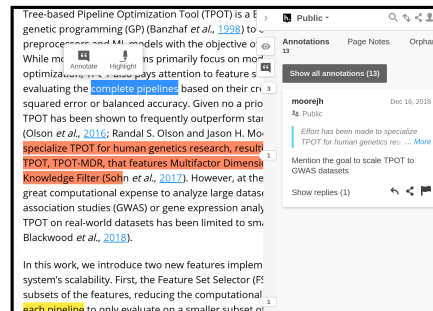 Tree-based Pipeline Optimization Tool (TPOT) is a
genetic programming (GP) (Banzhaf et al., 1998) to
preprocessors and ML models with the objective o
While mo
ms primarily focus on mod
optimization, TPOT also pays attention to feature s
evaluating the complete pipelines based on their cro
squared error or balanced accuracy. Given no a prio
TPOT has been shown to frequently outperform stan
(Olson et al., 2016; Randal S. Olson and Jason H. Moo
specialize TPOT for human genetics research, result
TPOT, TPOT-MDR, that features Multifactor Dimensi
Knowledge Filter (Sohn et al., 2017). However, at the
great computational expense to analyze large datase
association studies (GWAS) or gene expression analy
TPOT on real-world datasets has been limited to sma
Blackwood et al., 2018).
In this work, we introduce two new features implem
system's scalability. First, the Feature Set Selector (FS
subsets of the features, reducing the computational
each pipeline to only evaluate on a smaller subset of
Annotate
Highlight
3
1
1
h. Public
Annotations
13
Page Notes
Orpha
Show all annotations (13)
moorejh
Dec 16, 2018
Public
Effort has been made to specialize
TPOT for human genetics res ... More
Mention the goal to scale TPOT to
GWAS datasets
Show replies (1)